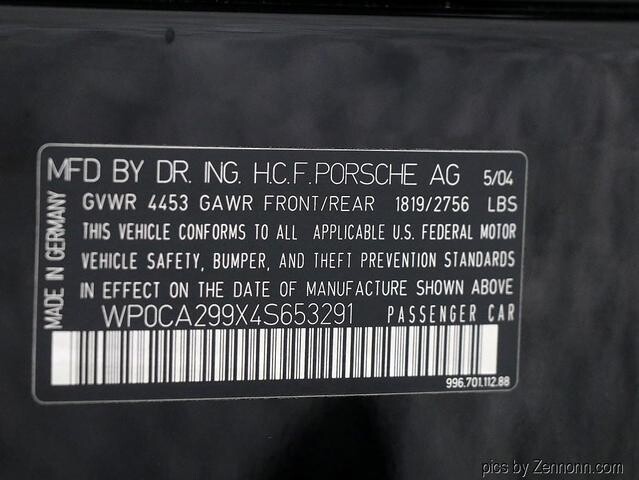 MFD BY DR. ING. H.C.F. PORSCHE AG 5/04
GVWR 4453 GAWR FRONT/REAR 1819/2756 LBS
THIS VEHICLE CONFORMS TO ALL APPLICABLE U.S. FEDERAL MOTOR
VEHICLE SAFETY, BUMPER, AND THEFT PREVENTION STANDARDS
IN EFFECT ON THE DATE OF MANUFACTURE SHOWN ABOVE
WP0CA299X4S653291 PASSENGER CAR
MADE IN GERMANY
996.701.112.88
pics by Zennonn.com